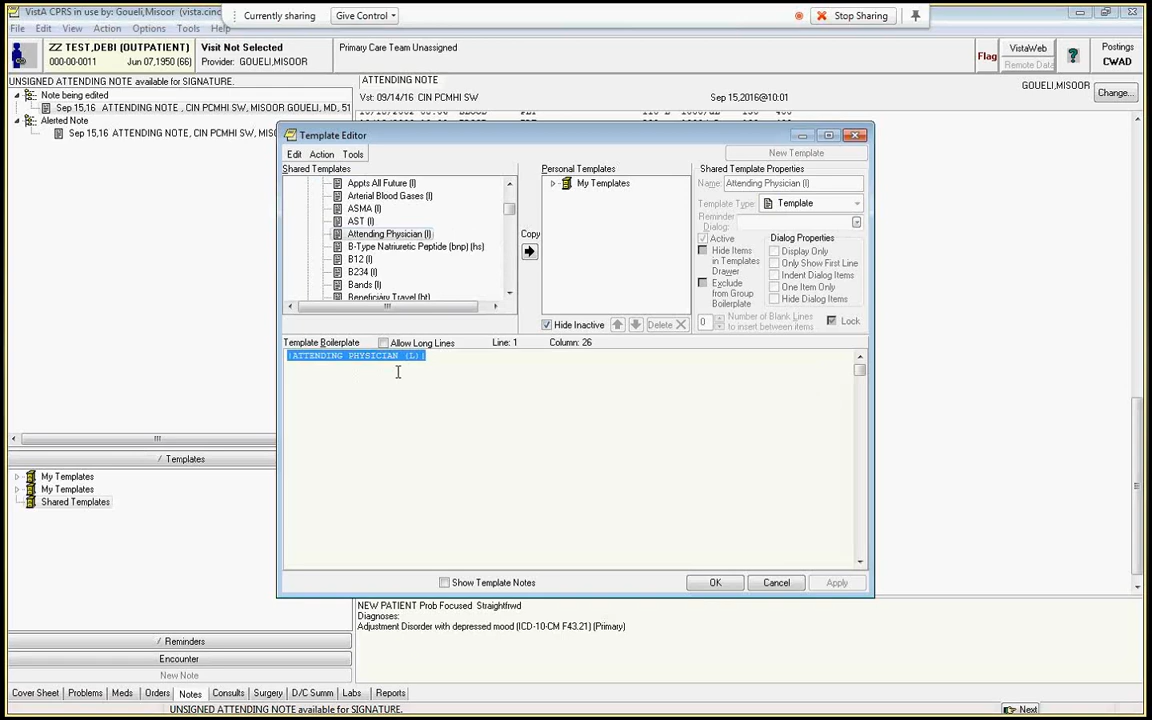 VistA CPRS in use by: Goueli,Misoor (vista.cinc
Currently sharing
Give Control
Stop Sharing
File Edit View Action Options Tools Help
ZZ TEST,DEBI (OUTPATIENT)
000-00-0011 Jun 07,1950 (66)
Visit Not Selected
Provider: GOUELI,MISOOR
Primary Care Team Unassigned
Flag
VistaWeb
Remote Data
?
Postings
CWAD
UNSIGNED ATTENDING NOTE available for SIGNATURE.
Note being edited
Sep 15,16 ATTENDING NOTE , CIN PCMHI SW, MISOOR GOUELI, MD, 51
Alerted Note
Sep 15,16 ATTENDING NOTE, CIN PCMHI SW, MISO
ATTENDING NOTE
Vst: 09/14/16 CIN PCMHI SW
Sep 15,2016@10:01
GOUELI,MISOOR
Change...
Template Editor
Edit Action Tools
New Template
Shared Templates
Appts All Future (l)
Arterial Blood Gases (l)
ASMA (l)
AST (l)
Attending Physician (l)
B-Type Natriuretic Peptide (bnp) (hs)
B12 (l)
B234 (l)
Bands (l)
Beneficiary Travel (ht)
Copy
Personal Templates
My Templates
Hide Inactive
Delete
Shared Template Properties
Name: Attending Physician (l)
Template Type: Template
Reminder
Dialog:
Active
Hide Items
in Templates
Drawer
Exclude
from Group
Boilerplate
Dialog Properties
Display Only
Only Show First Line
Indent Dialog Items
One Item Only
Hide Dialog Items
0 Number of Blank Lines
to insert between items
Lock
Template Boilerplate
Allow Long Lines
Line: 1
Column: 26
|ATTENDING PHYSICIAN (L)|
Show Template Notes
OK
Cancel
Apply
/ Templates
My Templates
My Templates
Shared Templates
/ Reminders
Encounter
New Note
NEW PATIENT Prob Focused Straightfrwd
Diagnoses:
Adjustment Disorder with depressed mood (ICD-10-CM F43.21) (Primary)
Cover Sheet Problems Meds Orders Notes Consults Surgery D/C Summ Labs Reports
UNSIGNED ATTENDING NOTE available for SIGNATURE.
Next